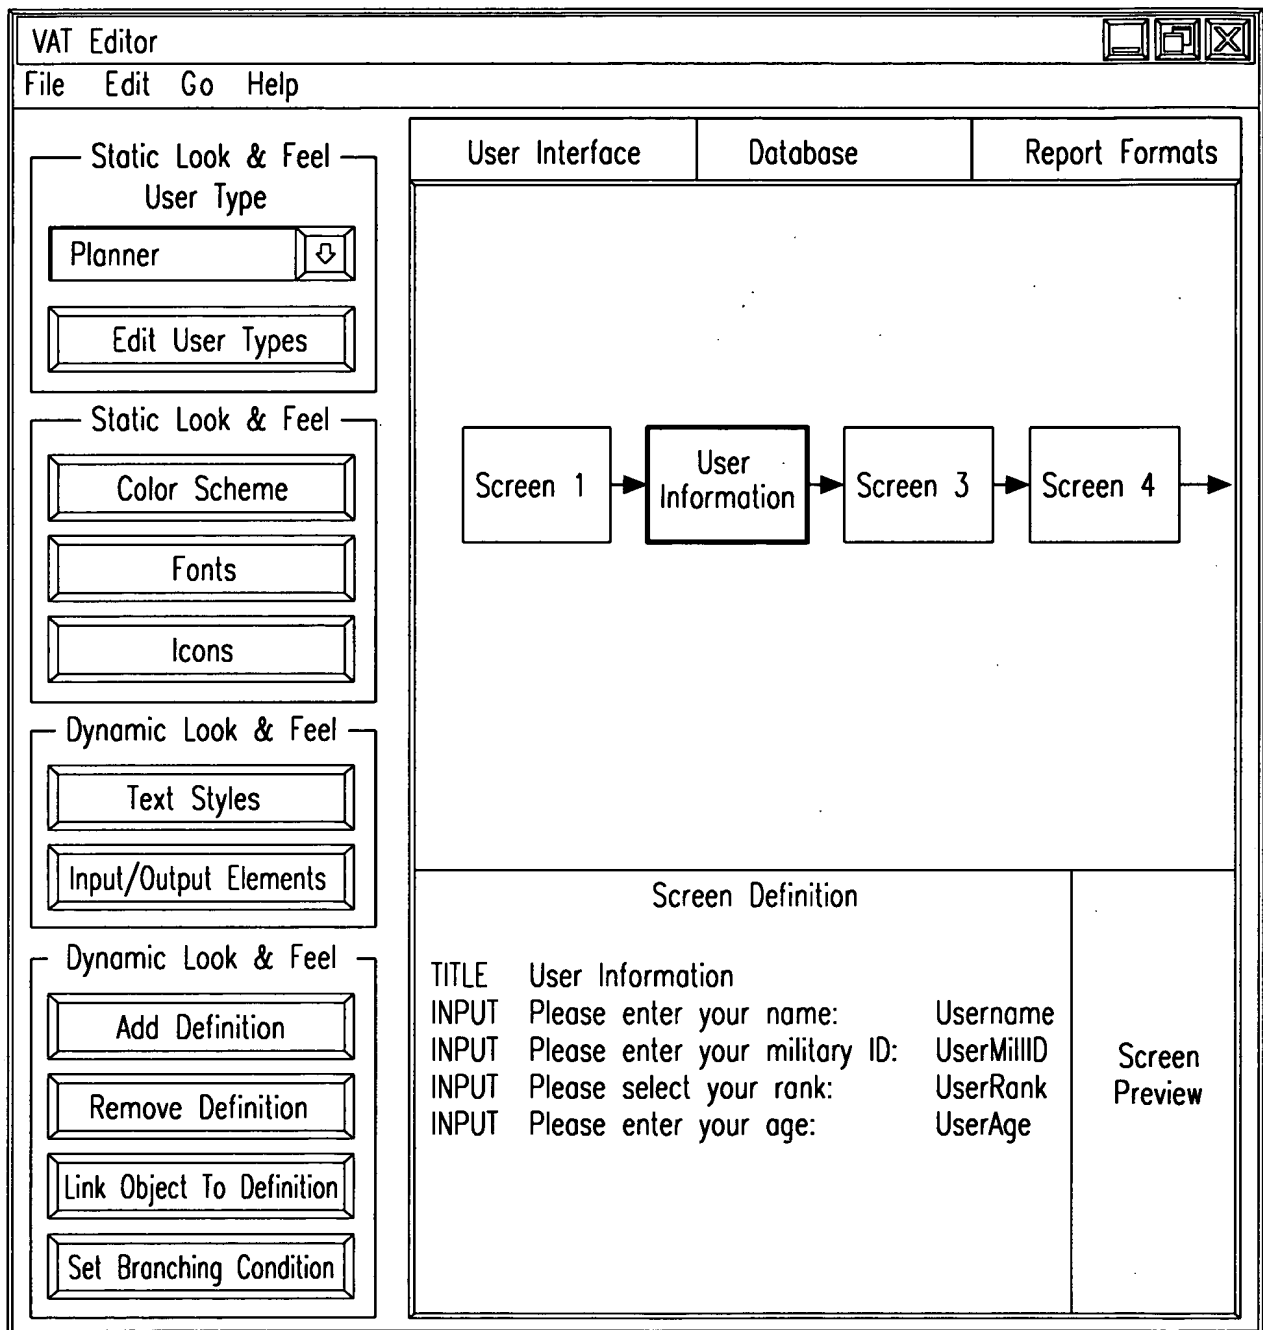 VAT Editor
File Edit Go Help
Static Look & Feel
User Type
Planner
Edit User Types
Static Look & Feel
Color Scheme
Fonts
Icons
Dynamic Look & Feel
Text Styles
Input/Output Elements
Dynamic Look & Feel
Add Definition
Remove Definition
Link Object To Definition
Set Branching Condition
User Interface Database Report Formats
Screen 1
User
Information
Screen 3
Screen 4
Screen Definition
TITLE User Information
INPUT Please enter your name: Username
INPUT Please enter your military ID: UserMilllD
INPUT Please select your rank: UserRank
INPUT Please enter your age: UserAge
Screen
Preview